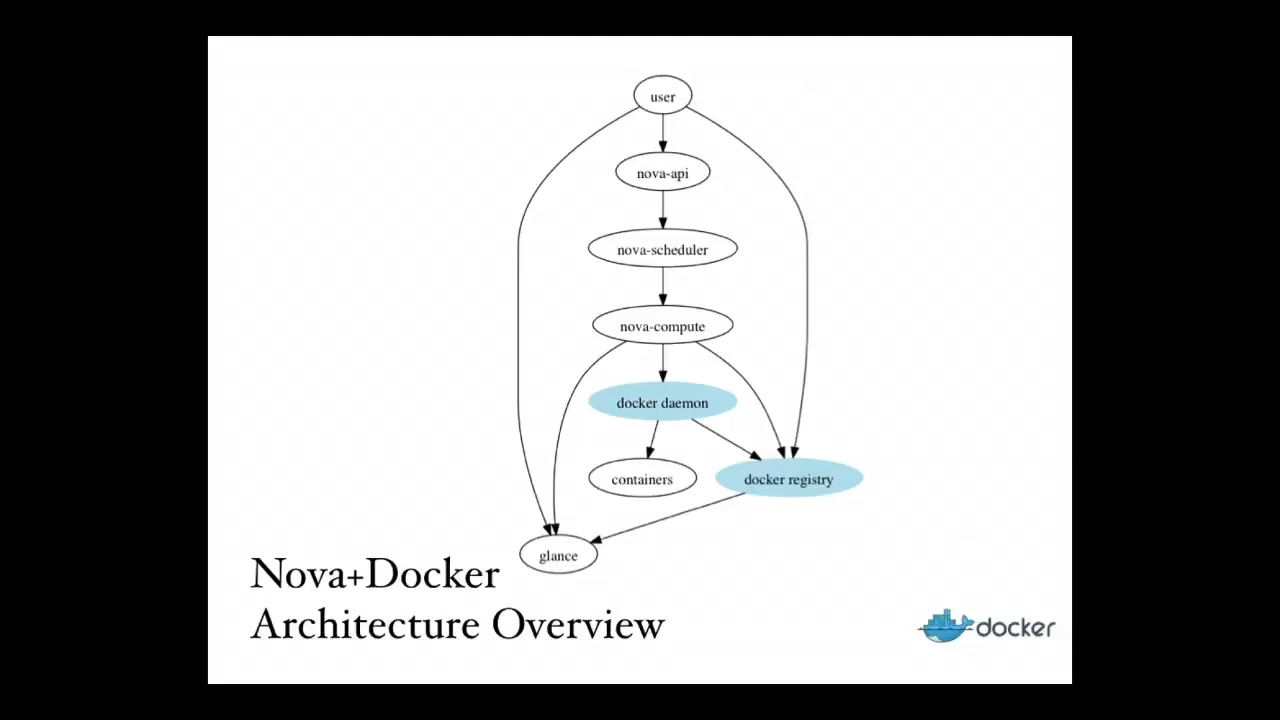 user
nova-api
nova-scheduler
nova-compute
docker daemon
containers
docker registry
glance
Nova+Docker
Architecture Overview
docker